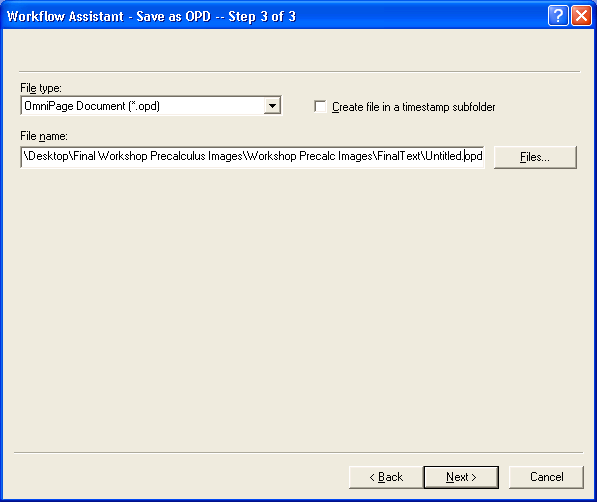 Workflow Assistant - Save as OPD -- Step 3 of 3
File type:
OmniPage Document (*.opd)
Create file in a timestamp subfolder
File name:
\Desktop\Final Workshop Precalculus Images\Workshop Precalc Images\FinalText\Untitled.opd
Files...
< Back
Next >
Cancel